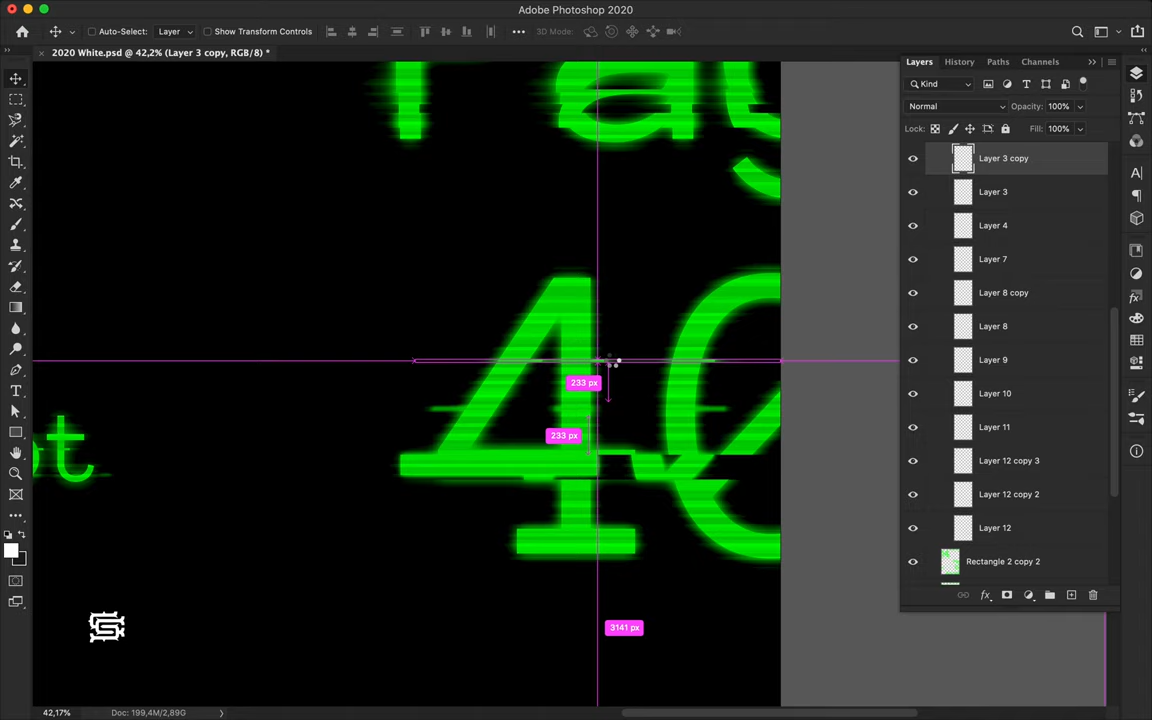 Adobe Photoshop 2020
Auto-Select: Layer Show Transform Controls 3D Mode:
2020 White.psd @ 42,2% (Layer 3 copy, RGB/8) *
Layers History Paths Channels
Kind
Normal Opacity: 100%
Lock: Fill: 100%
Layer 3 copy
Layer 3
Layer 4
Layer 7
Layer 8 copy
Layer 8
Layer 9
Layer 10
Layer 11
Layer 12 copy 3
Layer 12 copy 2
Layer 12
Rectangle 2 copy 2
233 px
233 px
3141 px
42,17% Doc: 199,4M/2,89G